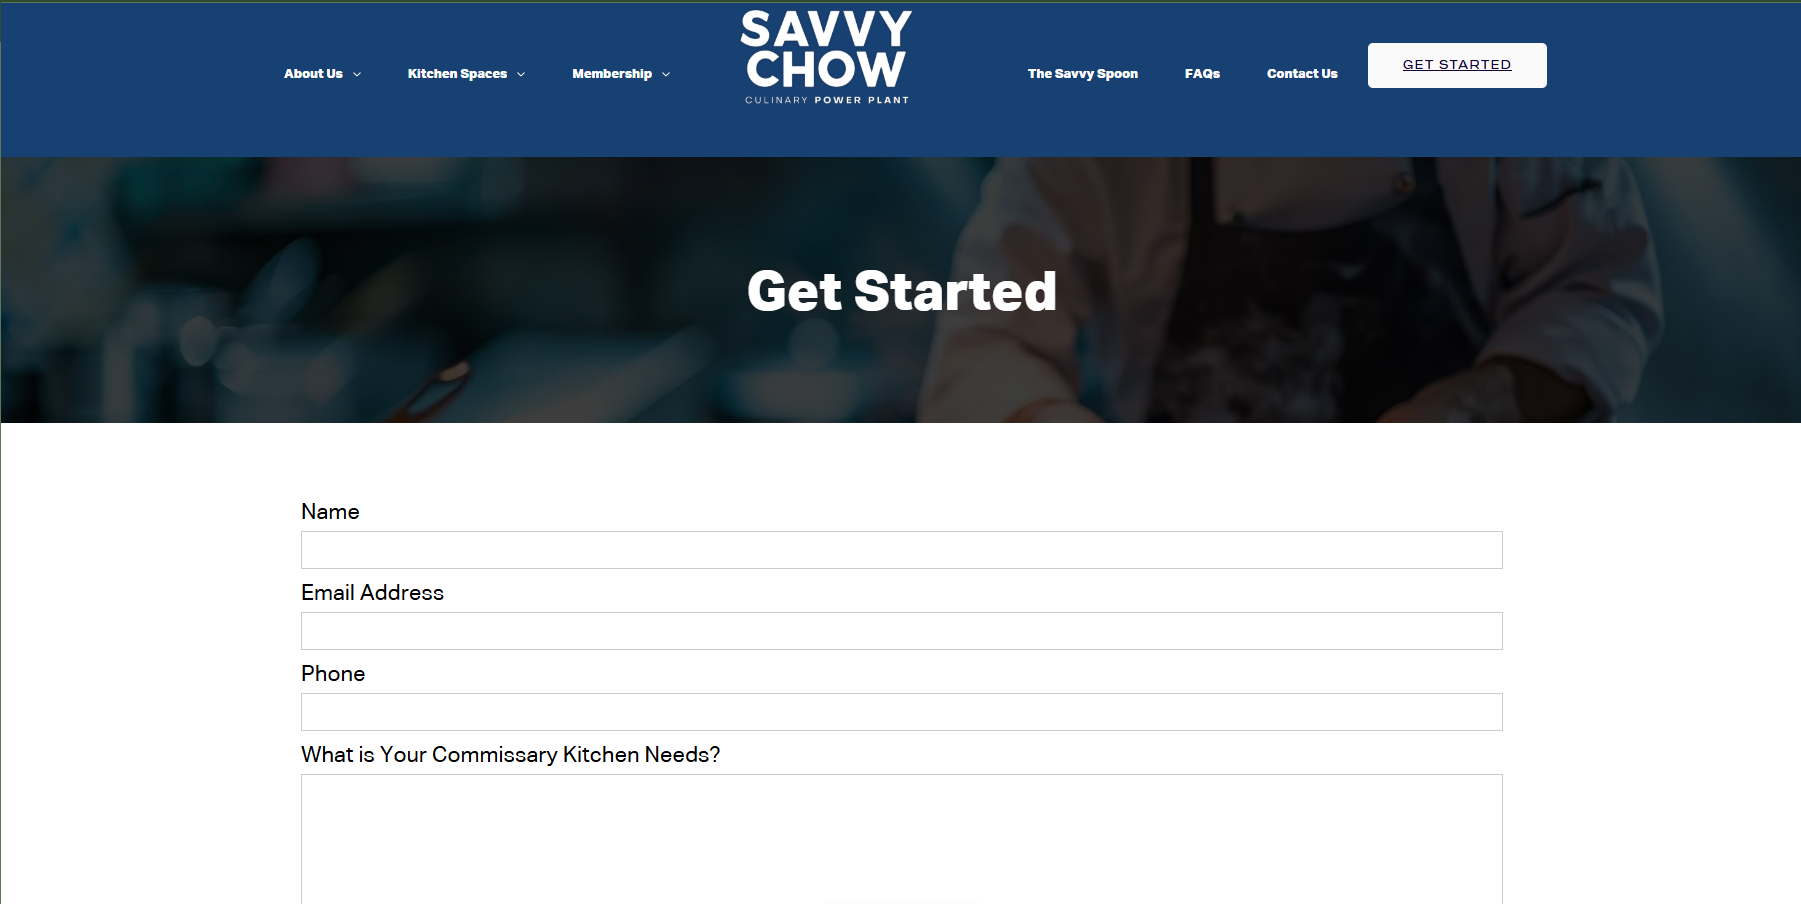 SAVVY
CHOW
CULINARY POWER PLANT
About Us
Kitchen Spaces
Membership
The Savvy Spoon
FAQs
Contact Us
GET STARTED
Get Started
Name
Email Address
Phone
What is Your Commissary Kitchen Needs?